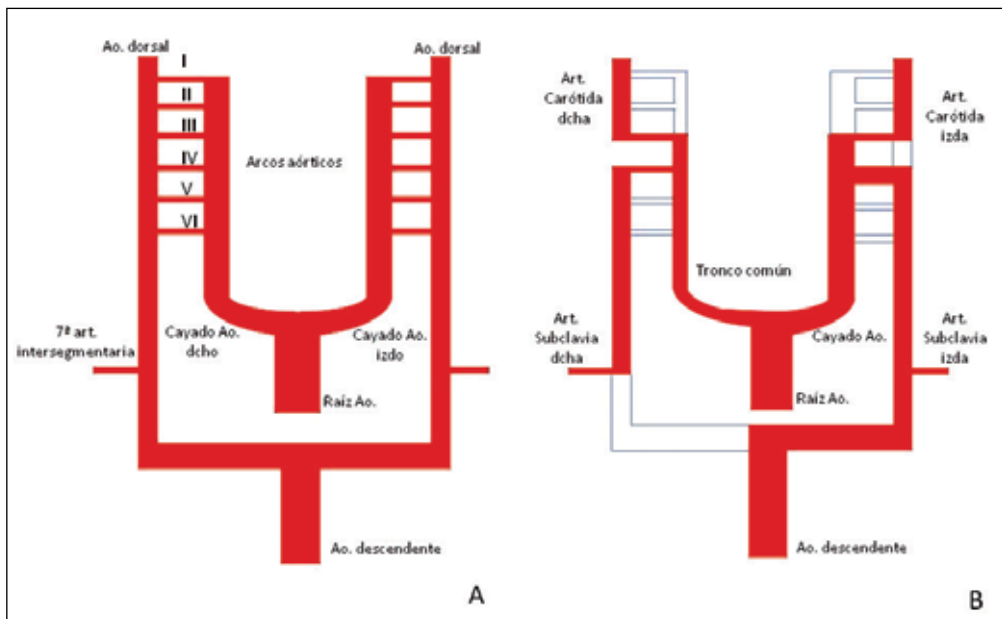 Ao. dorsal
Ao. dorsal
I
II
III
IV
V
VI
Arcos aórticos
7ª art.
intersegmentaria
Cayado Ao.
dcho
Cayado Ao.
izdo
Raíz Ao.
Ao. descendente
A
Art.
Carótida
dcha
Art.
Carótida
izda
Tronco común
Art.
Subclavia
dcha
Cayado Ao.
Art.
Subclavia
izda
Raíz Ao.
Ao. descendente
B